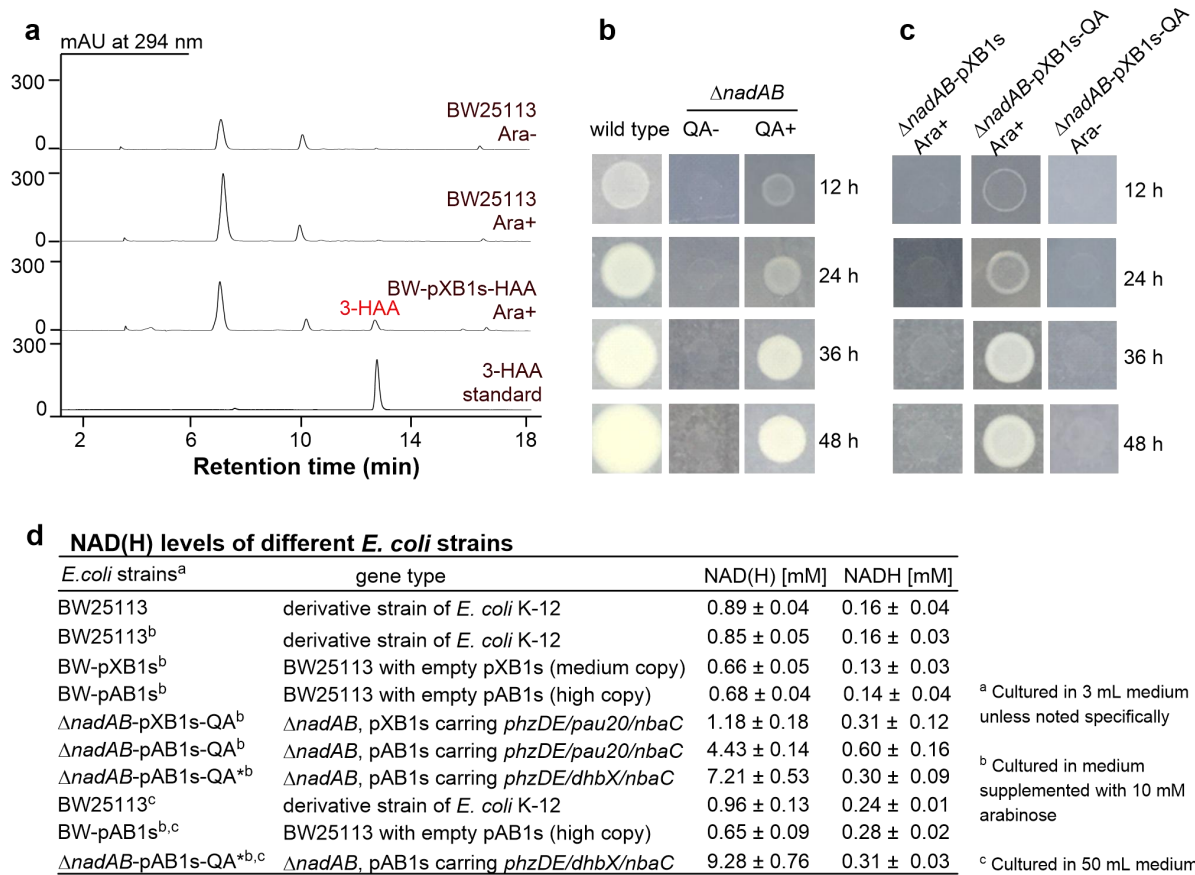 a
mAU at 294 nm
300
0
BW25113
Ara-
300
0
BW25113
Ara+
300
0
BW-pXB1s-HAA
Ara+
3-HAA
300
0
3-HAA
standard
2 6 10 14 18
Retention time (min)
b
ΔnadAB
wild type QA- QA+
12 h
24 h
36 h
48 h
c
ΔnadAB-pXB1s
Ara+
ΔnadAB-pXB1s-QA
Ara+
ΔnadAB-pXB1s-QA
Ara-
12 h
24 h
36 h
48 h
d NAD(H) levels of different E. coli strains
E.coli strainsᵃ gene type NAD(H) [mM] NADH [mM]
BW25113 derivative strain of E. coli K-12 0.89 ± 0.04 0.16 ± 0.04
BW25113ᵇ derivative strain of E. coli K-12 0.85 ± 0.05 0.16 ± 0.03
BW-pXB1sᵇ BW25113 with empty pXB1s (medium copy) 0.66 ± 0.05 0.13 ± 0.03
BW-pAB1sᵇ BW25113 with empty pAB1s (high copy) 0.68 ± 0.04 0.14 ± 0.04
ΔnadAB-pXB1s-QAᵇ ΔnadAB, pXB1s carring phzDE/pau20/nbaC 1.18 ± 0.18 0.31 ± 0.12
ΔnadAB-pAB1s-QAᵇ ΔnadAB, pAB1s carring phzDE/pau20/nbaC 4.43 ± 0.14 0.60 ± 0.16
ΔnadAB-pAB1s-QA*ᵇ ΔnadAB, pAB1s carring phzDE/dhbX/nbaC 7.21 ± 0.53 0.30 ± 0.09
BW25113ᶜ derivative strain of E. coli K-12 0.96 ± 0.13 0.24 ± 0.01
BW-pAB1sᵇ,ᶜ BW25113 with empty pAB1s (high copy) 0.65 ± 0.09 0.28 ± 0.02
ΔnadAB-pAB1s-QA*ᵇ,ᶜ ΔnadAB, pAB1s carring phzDE/dhbX/nbaC 9.28 ± 0.76 0.31 ± 0.03
ᵃ Cultured in 3 mL medium
unless noted specifically
ᵇ Cultured in medium
supplemented with 10 mM
arabinose
ᶜ Cultured in 50 mL medium